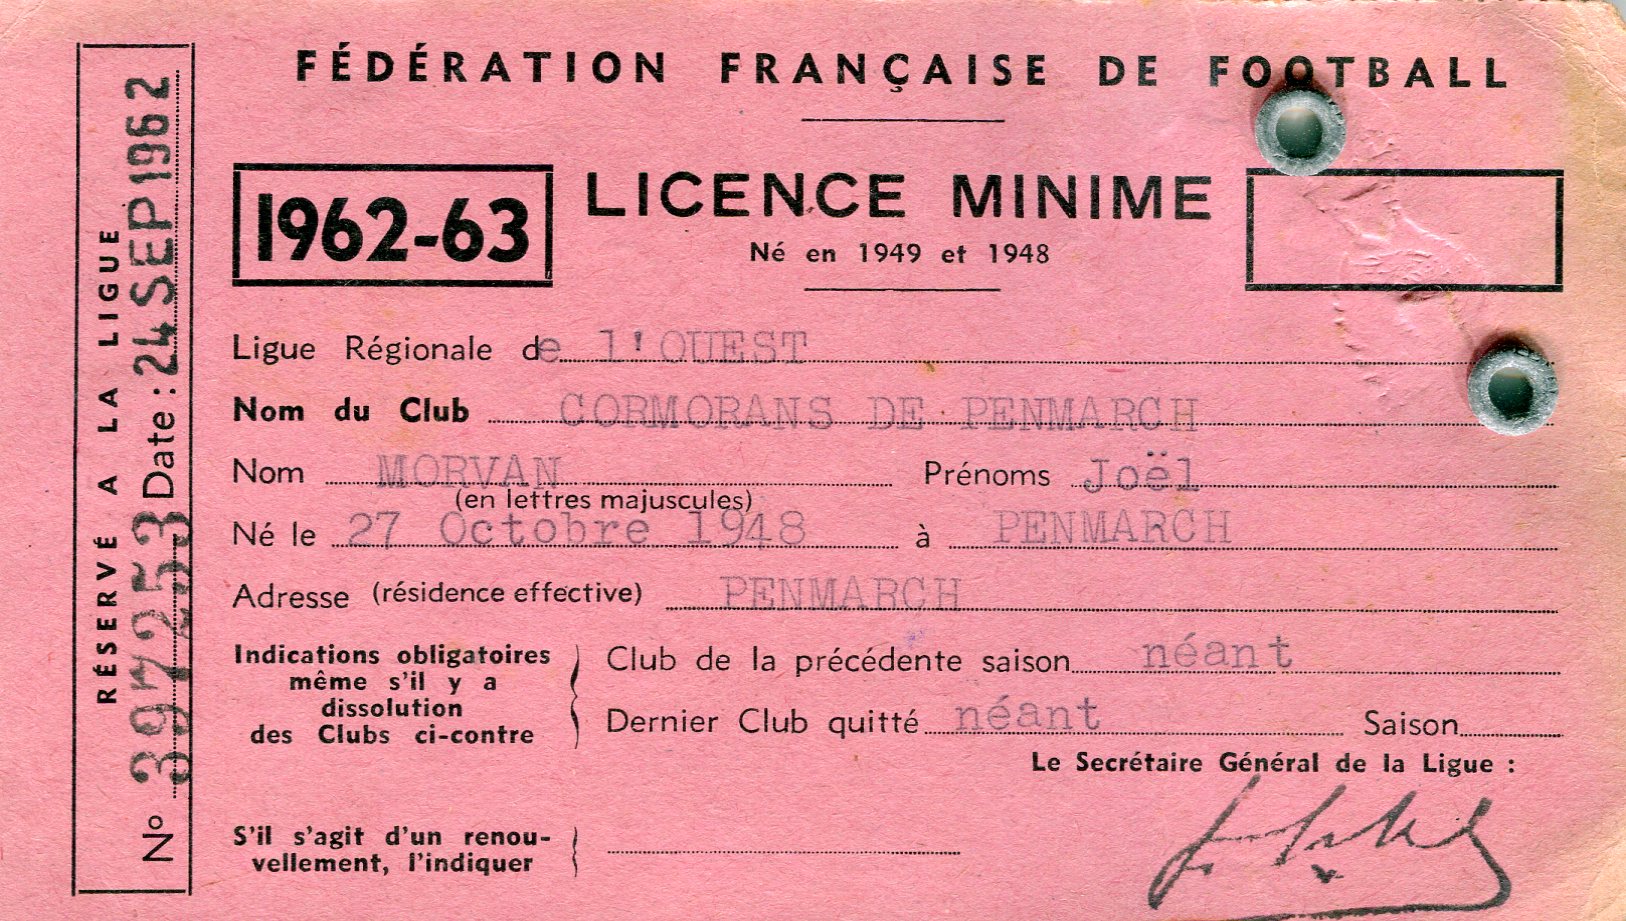 FÉDÉRATION FRANÇAISE DE FOOTBALL
1962-63
LICENCE MINIME
Né en 1949 et 1948
RÉSERVÉ A LA LIGUE
N° 397253 Date : 24 SEP 1962
Ligue Régionale de l'OUEST
Nom du Club CORMORANS DE PENMARCH
Nom MORVAN Prénoms Joël
(en lettres majuscules)
Né le 27 Octobre 1948 à PENMARCH
Adresse (résidence effective) PENMARCH
Indications obligatoires
même s'il y a
dissolution
des Clubs ci-contre
Club de la précédente saison néant
Dernier Club quitté néant Saison
Le Secrétaire Général de la Ligue :
S'il s'agit d'un renou-
vellement, l'indiquer